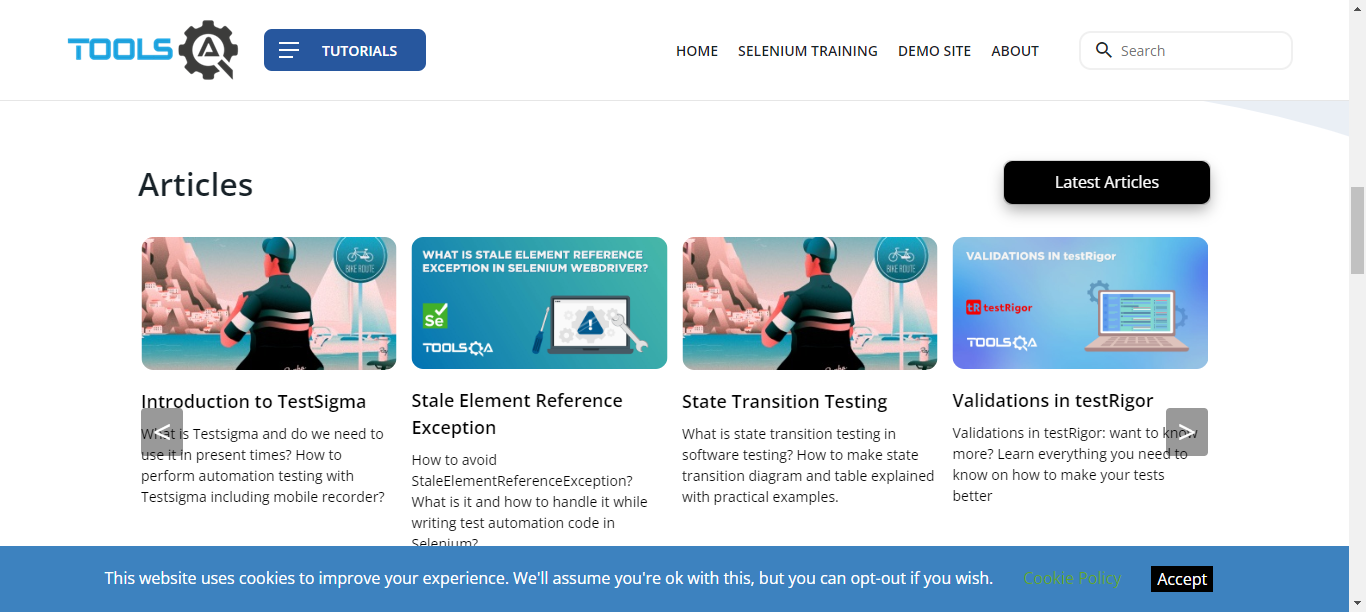 TOOLS QA
TUTORIALS
HOME
SELENIUM TRAINING
DEMO SITE
ABOUT
Search
Articles
Latest Articles
BIKE ROUTE
WHAT IS STALE ELEMENT REFERENCE
EXCEPTION IN SELENIUM WEBDRIVER?
Se
TOOLSQA
BIKE ROUTE
VALIDATIONS IN testRigor
tR testRigor
TOOLSQA
Introduction to TestSigma
What is Testsigma and do we need to
use it in present times? How to
perform automation testing with
Testsigma including mobile recorder?
Stale Element Reference
Exception
How to avoid
StaleElementReferenceException?
What is it and how to handle it while
writing test automation code in
Selenium?
State Transition Testing
What is state transition testing in
software testing? How to make state
transition diagram and table explained
with practical examples.
Validations in testRigor
Validations in testRigor: want to know
more? Learn everything you need to
know on how to make your tests
better
<
>
This website uses cookies to improve your experience. We'll assume you're ok with this, but you can opt-out if you wish.
Cookie Policy
Accept